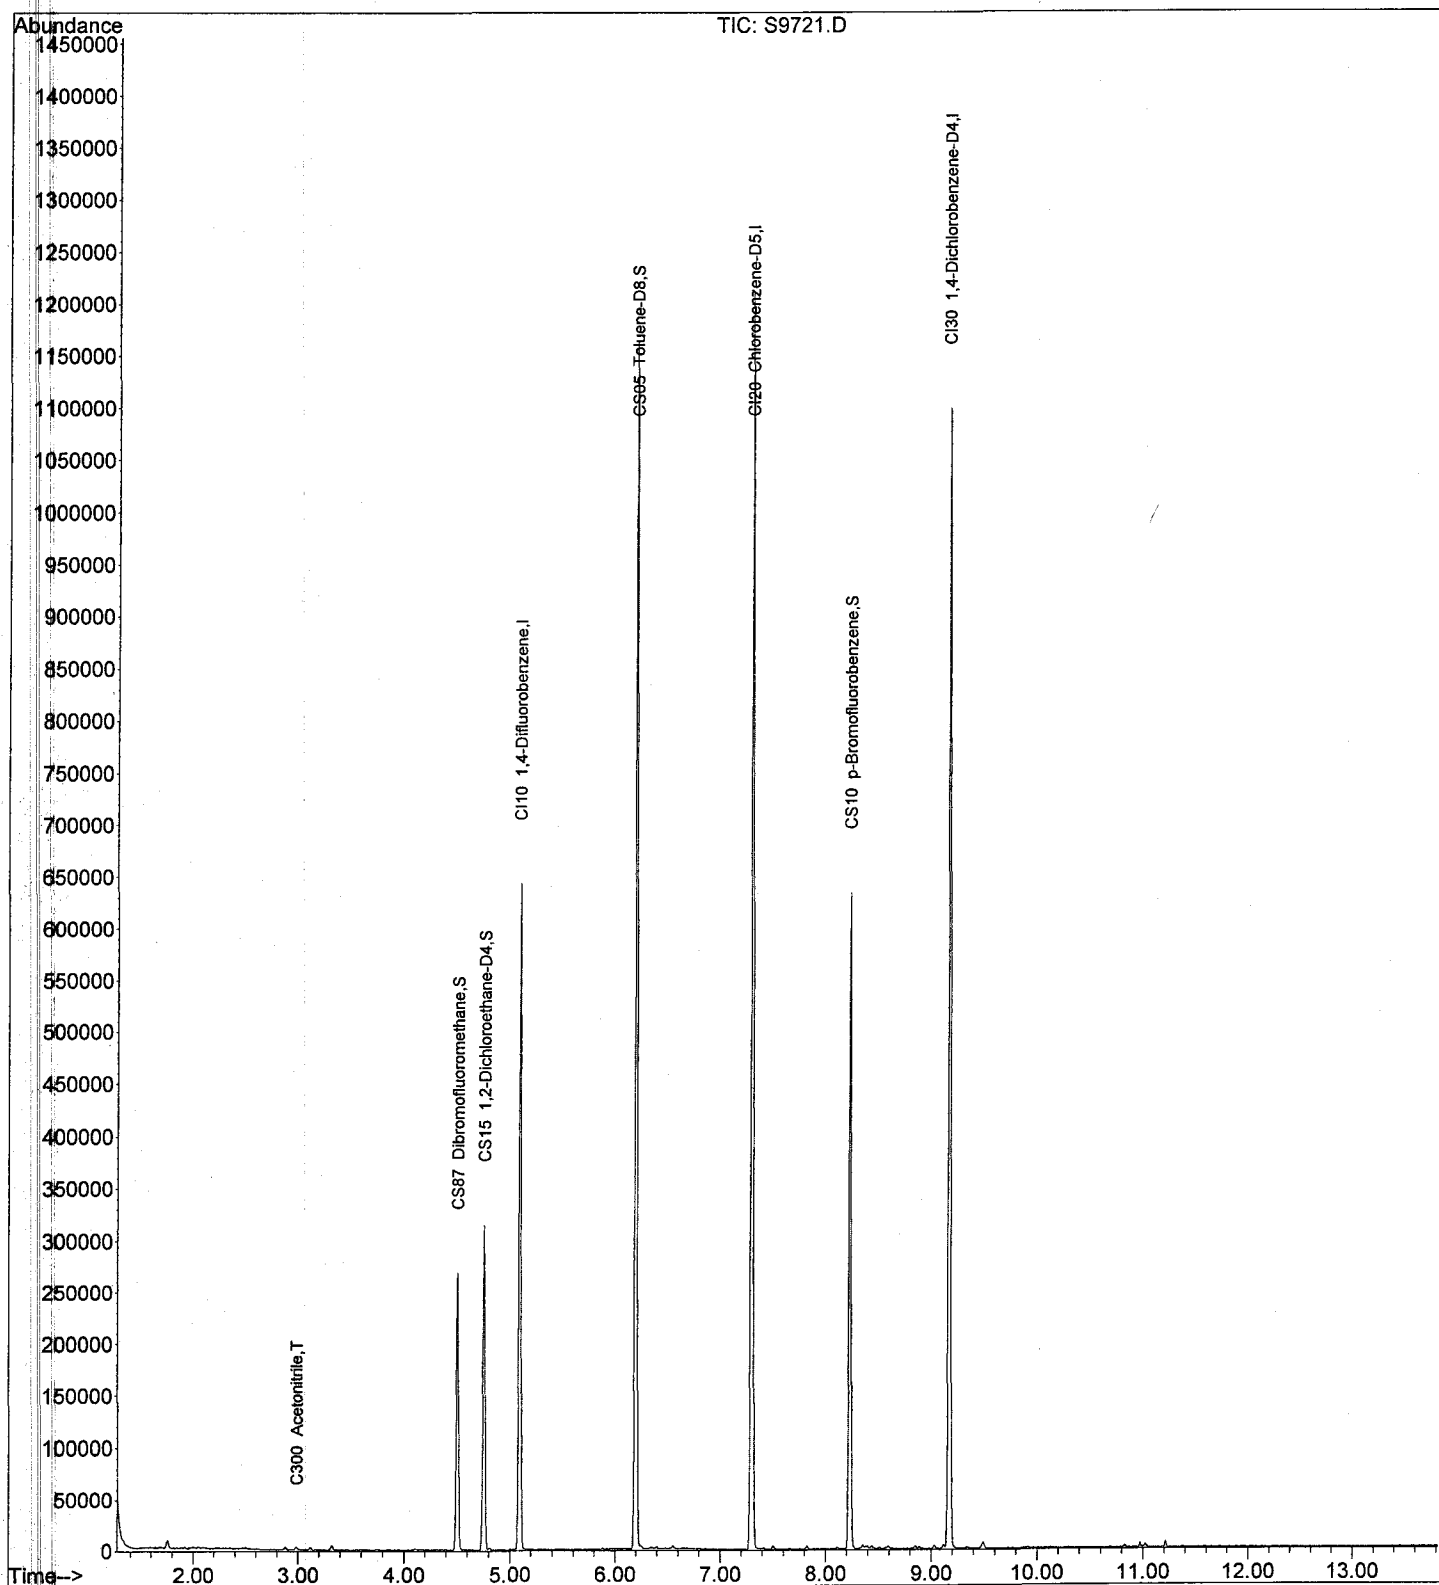 Abundance
TIC: S9721.D
1450000
1400000
1350000
1300000
1250000
1200000
1150000
1100000
1050000
1000000
950000
900000
850000
800000
750000
700000
650000
600000
550000
500000
450000
400000
350000
300000
250000
200000
150000
100000
50000
0
C300 Acetonitrile,T
CS87 Dibromofluoromethane,S
CS15 1,2-Dichloroethane-D4,S
CI10 1,4-Difluorobenzene,I
CS05 Toluene-D8,S
CI20 Chlorobenzene-D5,I
CS10 p-Bromofluorobenzene,S
CI30 1,4-Dichlorobenzene-D4,I
Time--> 2.00 3.00 4.00 5.00 6.00 7.00 8.00 9.00 10.00 11.00 12.00 13.00